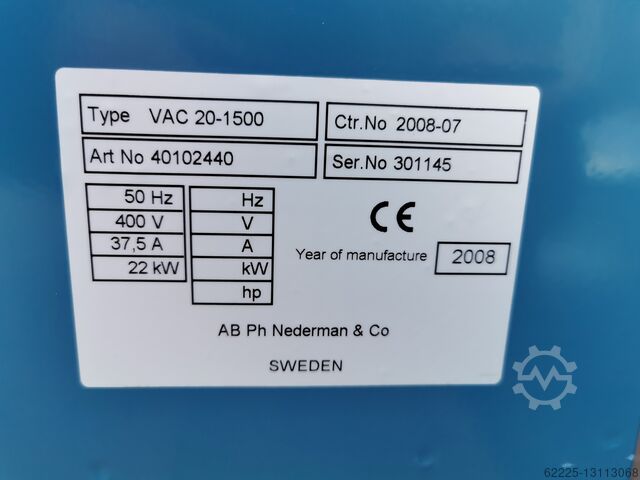 Type VAC 20-1500
Ctr.No 2008-07
Art No 40102440
Ser.No 301145
50 Hz
400 V
37,5 A
22 kW
Hz
V
A
kW
hp
CE
Year of manufacture 2008
AB Ph Nederman & Co
SWEDEN
62225-13113068